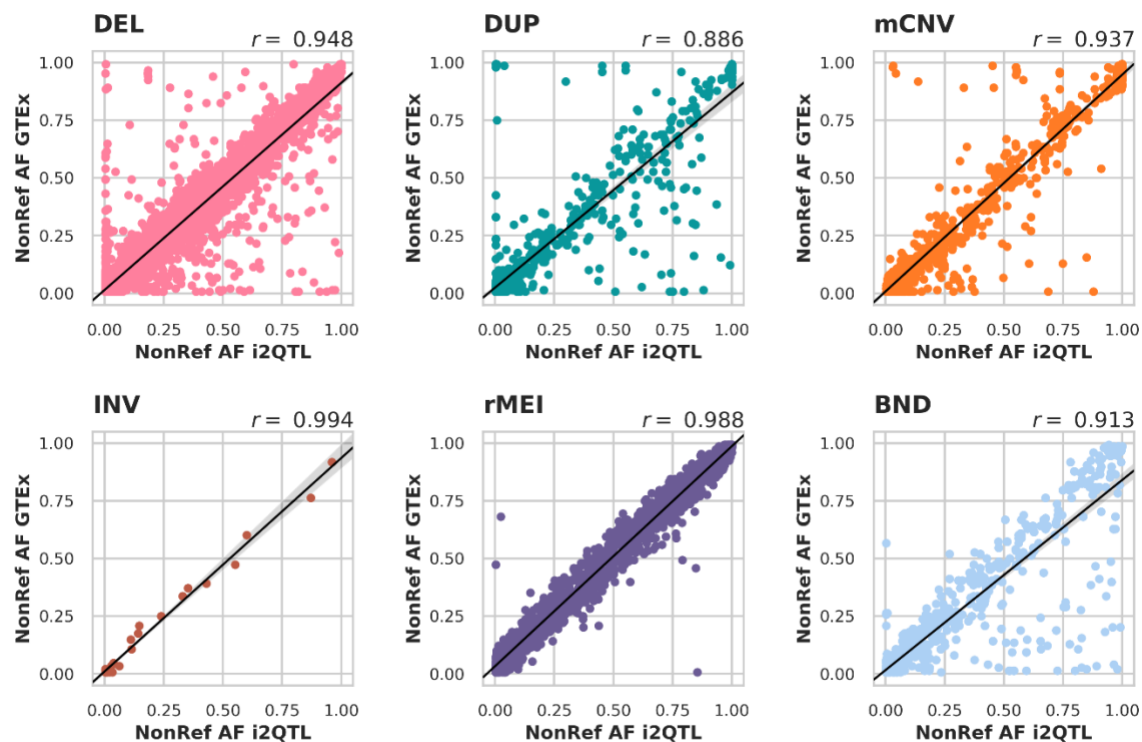 DEL
r = 0.948
1.00
0.75
0.50
0.25
0.00
NonRef AF GTEx
0.00 0.25 0.50 0.75 1.00
NonRef AF i2QTL
DUP
r = 0.886
1.00
0.75
0.50
0.25
0.00
NonRef AF GTEx
0.00 0.25 0.50 0.75 1.00
NonRef AF i2QTL
mCNV
r = 0.937
1.00
0.75
0.50
0.25
0.00
NonRef AF GTEx
0.00 0.25 0.50 0.75 1.00
NonRef AF i2QTL
INV
r = 0.994
1.00
0.75
0.50
0.25
0.00
NonRef AF GTEx
0.00 0.25 0.50 0.75 1.00
NonRef AF i2QTL
rMEI
r = 0.988
1.00
0.75
0.50
0.25
0.00
NonRef AF GTEx
0.00 0.25 0.50 0.75 1.00
NonRef AF i2QTL
BND
r = 0.913
1.00
0.75
0.50
0.25
0.00
NonRef AF GTEx
0.00 0.25 0.50 0.75 1.00
NonRef AF i2QTL